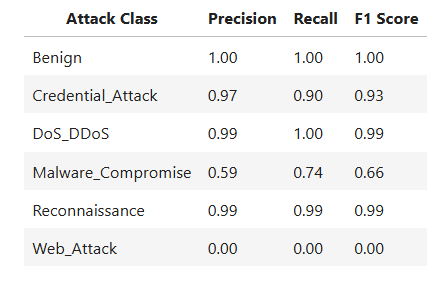 Attack Class Precision Recall F1 Score
Benign 1.00 1.00 1.00
Credential_Attack 0.97 0.90 0.93
DoS_DDoS 0.99 1.00 0.99
Malware_Compromise 0.59 0.74 0.66
Reconnaissance 0.99 0.99 0.99
Web_Attack 0.00 0.00 0.00